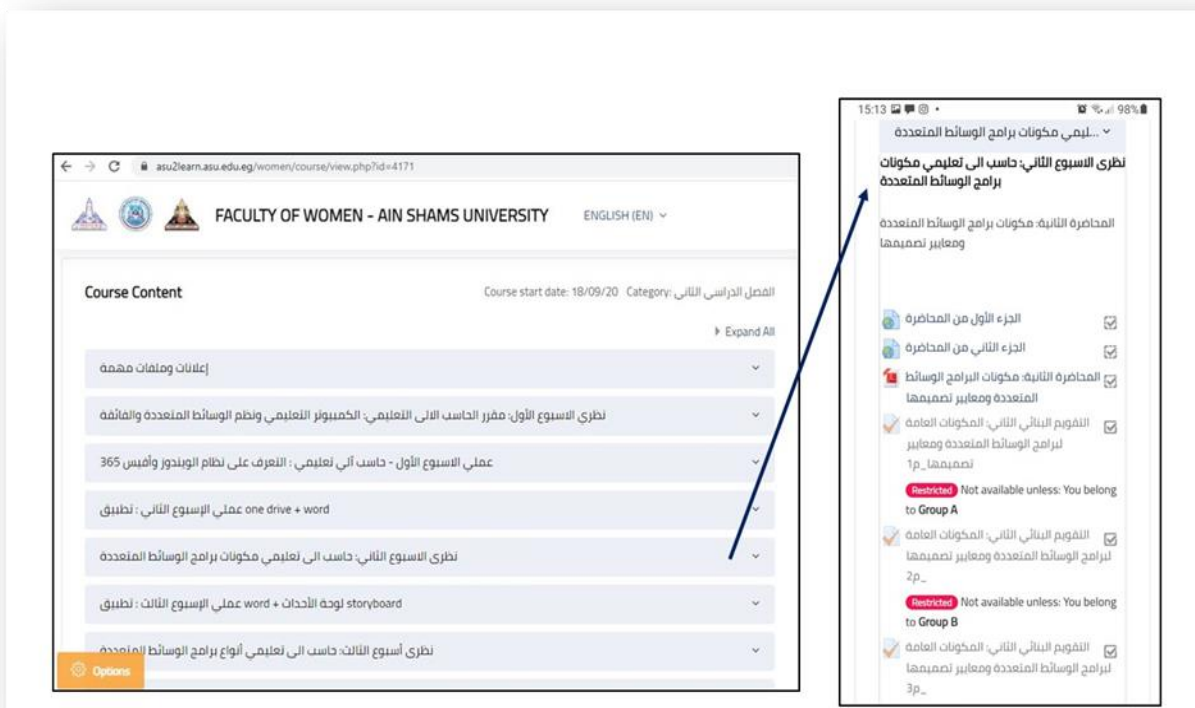 asu2learn.asu.edu.eg/women/course/view.php?id=4171
FACULTY OF WOMEN - AIN SHAMS UNIVERSITY
ENGLISH (EN)
Course Content
Course start date: 18/09/20 Category: الفصل الدراسي الثاني
Expand All
إعلانات وملفات مهمة
نظري الاسبوع الأول: مقرر الحاسب الالى التعليمي: الكمبيوتر التعليمي ونظم الوسائط المتعددة والفائقة
عملي الاسبوع الأول - حاسب آلي تعليمي : التعرف على نظام الويندوز وأفيس 365
one drive + word عملي الإسبوع الثاني : تطبيق
نظرى الاسبوع الثاني: حاسب الى تعليمي مكونات برامج الوسائط المتعددة
storyboard لوحة الأحداث + word عملي الإسبوع الثالث : تطبيق
نظرى أسبوع الثالث: حاسب الى تعليمي أنواع برامج الوسائط المتعددة
Options
15:13
98%
...ليمي مكونات برامج الوسائط المتعددة
نظرى الاسبوع الثاني: حاسب الى تعليمي مكونات
برامج الوسائط المتعددة
المحاضرة الثانية: مكونات برامج الوسائط المتعددة
ومعايير تصميمها
الجزء الأول من المحاضرة
الجزء الثاني من المحاضرة
المحاضرة الثانية: مكونات البرامج الوسائط
المتعددة ومعايير تصميمها
التقويم البنائي الثاني: المكونات العامة
لبرامج الوسائط المتعددة ومعايير
تصميمها_1p
Restricted Not available unless: You belong
to Group A
التقويم البنائي الثاني: المكونات العامة
لبرامج الوسائط المتعددة ومعايير تصميمها
_2p
Restricted Not available unless: You belong
to Group B
التقويم البنائي الثاني: المكونات العامة
لبرامج الوسائط المتعددة ومعايير تصميمها
_3p